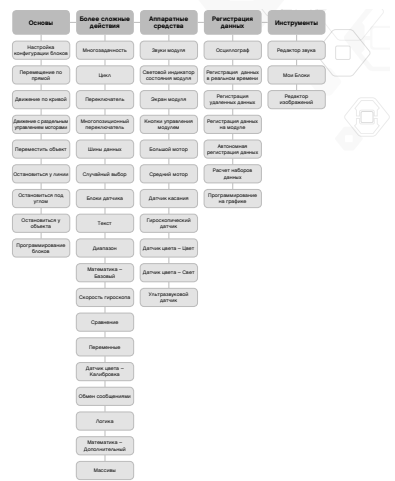 Основы
Настройка
конфигурации блоков
Перемещение по
прямой
Движение по кривой
Движение с раздельным
управлением моторами
Переместить объект
Остановиться у линии
Остановиться под
углом
Остановиться у
объекта
Программирование
блоков
Более сложные
действия
Многозадачность
Цикл
Переключатель
Многопозиционный
переключатель
Шины данных
Случайный выбор
Блоки датчика
Текст
Диапазон
Математика –
Базовый
Скорость гироскопа
Сравнение
Переменные
Датчик цвета –
Калибровка
Обмен сообщениями
Логика
Математика –
Дополнительный
Массивы
Аппаратные
средства
Звуки модуля
Световой индикатор
состояния модуля
Экран модуля
Кнопки управления
модулям
Большой мотор
Средний мотор
Датчик касания
Гироскопический
датчик
Датчик цвета – Цвет
Датчик цвета – Свет
Ультразвуковой
датчик
Регистрация
данных
Осциллограф
Регистрация данных
в реальном времени
Регистрация
удаленных данных
Регистрация данных
на модуле
Автономная
регистрация данных
Расчет наборов
данных
Программирование
на графике
Инструменты
Редактор звука
Мои Блоки
Редактор
изображений